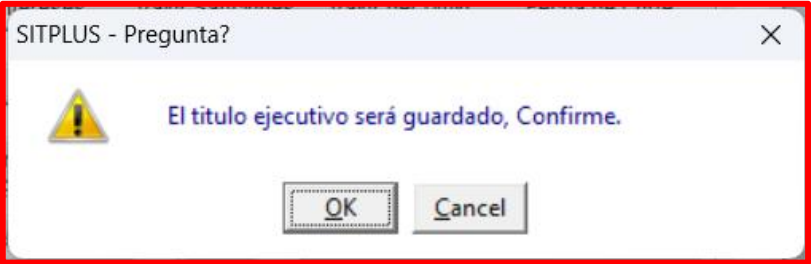 SITPLUS - Pregunta?
El titulo ejecutivo será guardado, Confirme.
OK
Cancel